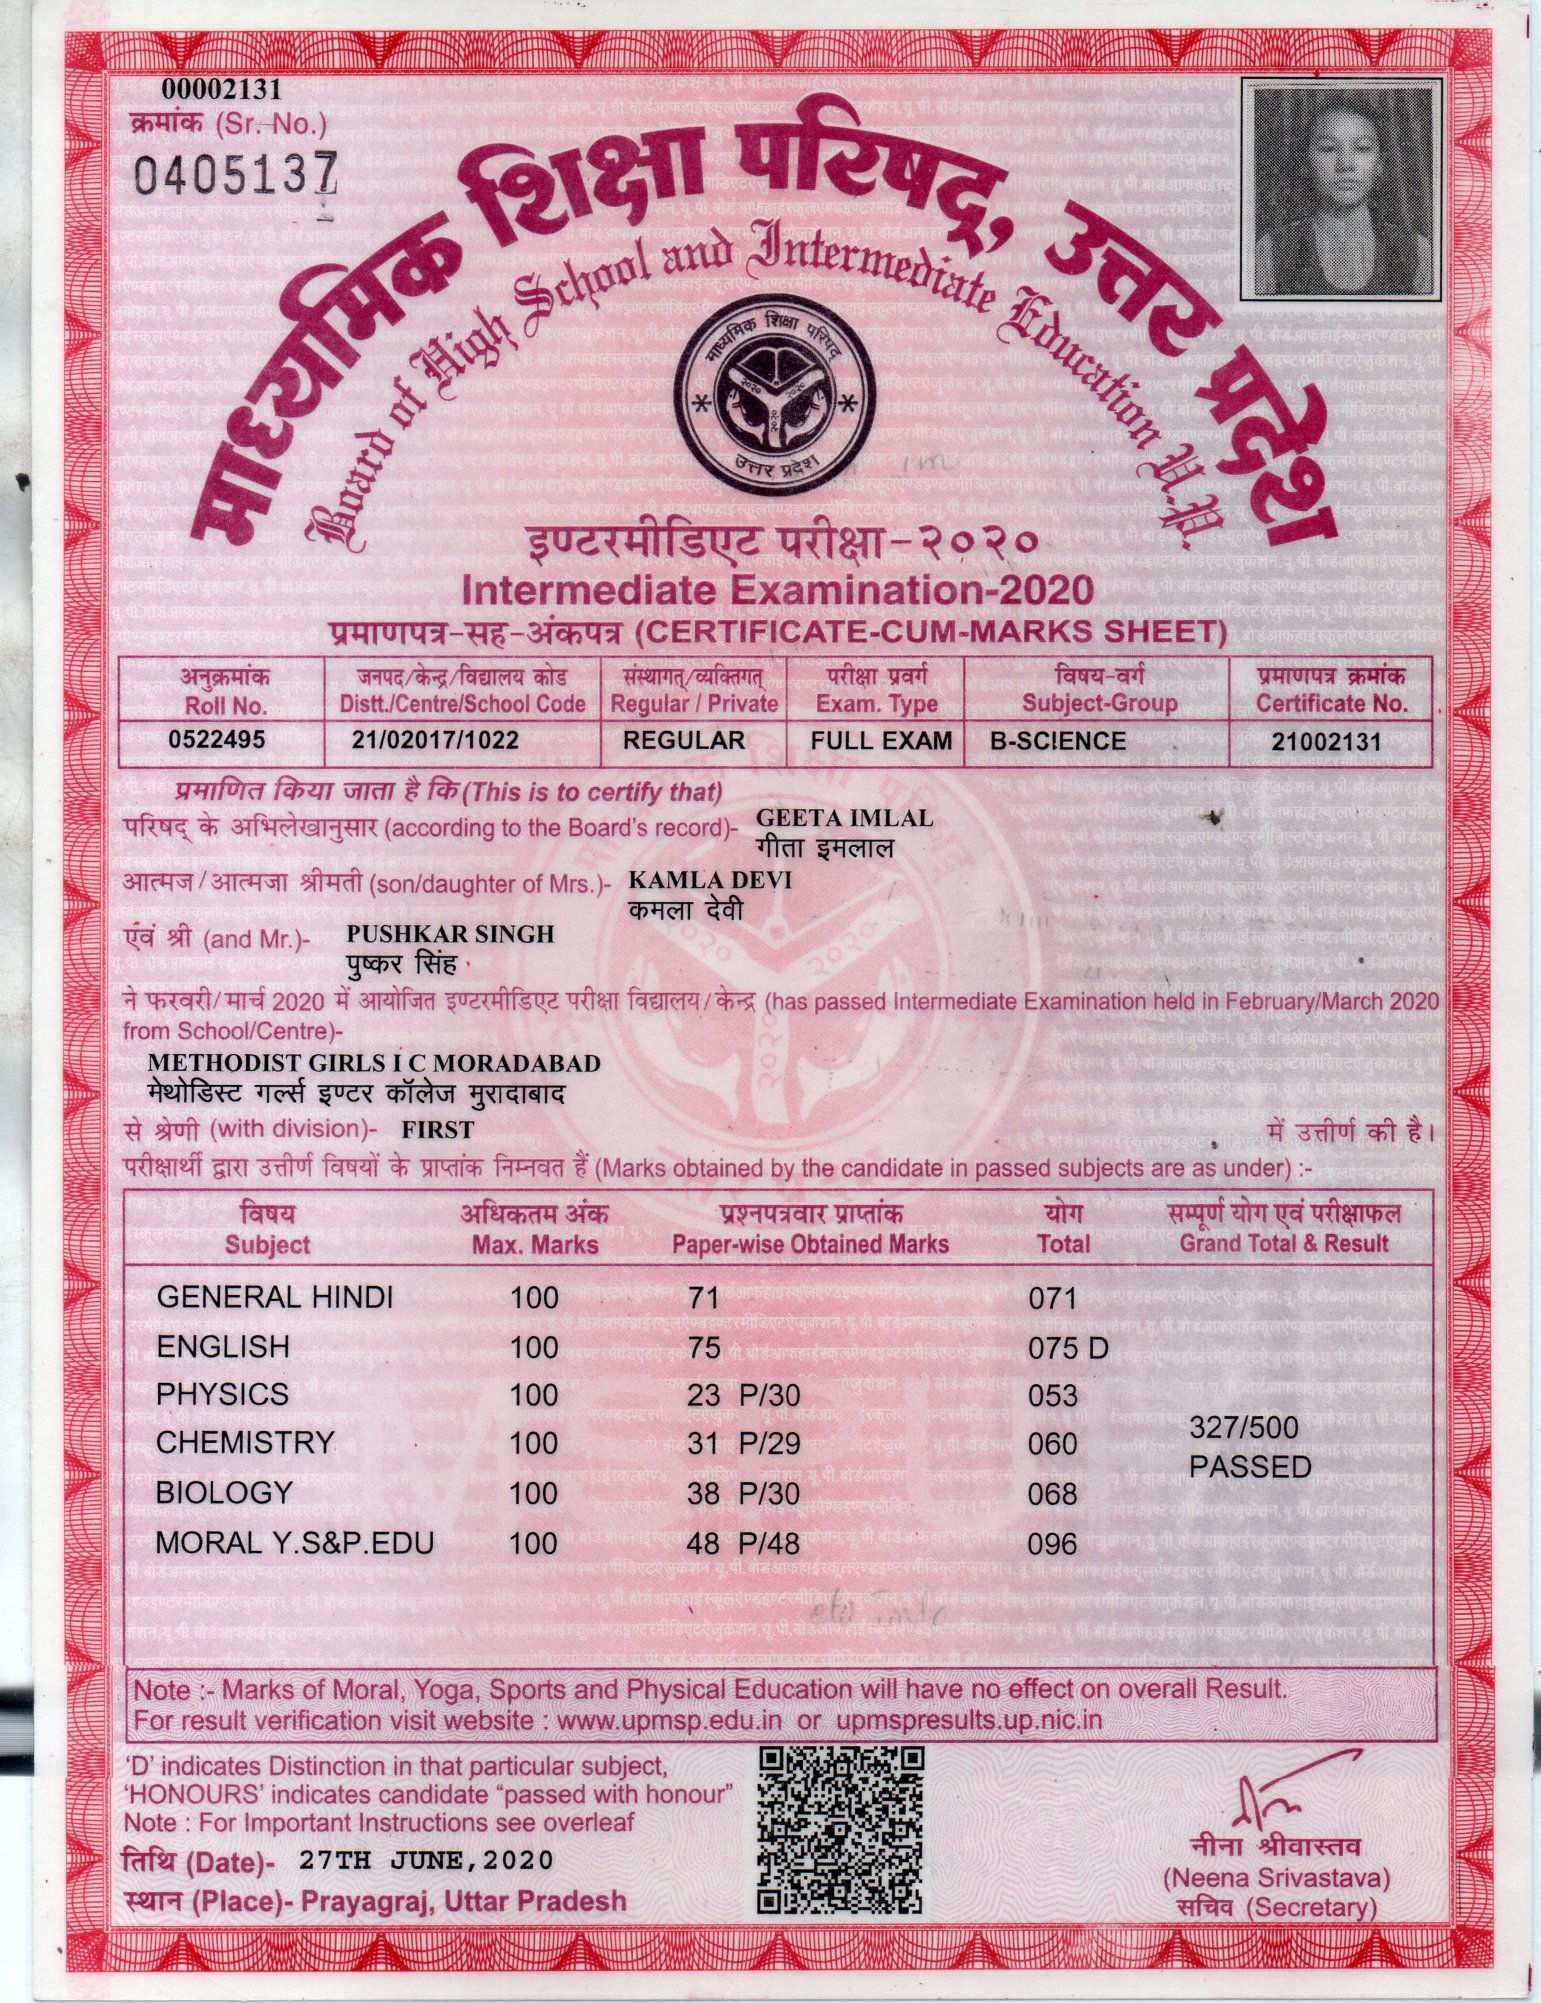 00002131
क्रमांक (Sr. No.)
0405137
माध्यमिक शिक्षा परिषद्, उत्तर प्रदेश
Board of High School and Intermediate Education U.P.
माध्यमिक शिक्षा परिषद्
२०२० २०२०
२०२०
उत्तर प्रदेश
इण्टरमीडिएट परीक्षा-२०२०
Intermediate Examination-2020
प्रमाणपत्र-सह-अंकपत्र (CERTIFICATE-CUM-MARKS SHEET)
अनुक्रमांक जनपद/केन्द्र/विद्यालय कोड संस्थागत्/व्यक्तिगत् परीक्षा प्रवर्ग विषय-वर्ग प्रमाणपत्र क्रमांक
Roll No. Distt./Centre/School Code Regular / Private Exam. Type Subject-Group Certificate No.
0522495 21/02017/1022 REGULAR FULL EXAM B-SCIENCE 21002131
प्रमाणित किया जाता है कि (This is to certify that)
परिषद् के अभिलेखानुसार (according to the Board's record)- GEETA IMLAL
गीता इमलाल
आत्मज / आत्मजा श्रीमती (son/daughter of Mrs.)- KAMLA DEVI
कमला देवी
एंवं श्री (and Mr.)- PUSHKAR SINGH
पुष्कर सिंह
ने फरवरी/ मार्च 2020 में आयोजित इण्टरमीडिएट परीक्षा विद्यालय / केन्द्र (has passed Intermediate Examination held in February/March 2020
from School/Centre)-
METHODIST GIRLS I C MORADABAD
मेथोडिस्ट गर्ल्स इण्टर कॉलेज मुरादाबाद
से श्रेणी (with division)- FIRST में उत्तीर्ण की है।
परीक्षार्थी द्वारा उत्तीर्ण विषयों के प्राप्तांक निम्नवत हैं (Marks obtained by the candidate in passed subjects are as under) :-
विषय अधिकतम अंक प्रश्नपत्रवार प्राप्तांक योग सम्पूर्ण योग एवं परीक्षाफल
Subject Max. Marks Paper-wise Obtained Marks Total Grand Total & Result
GENERAL HINDI 100 71 071
ENGLISH 100 75 075 D
PHYSICS 100 23 P/30 053
327/500
CHEMISTRY 100 31 P/29 060
PASSED
BIOLOGY 100 38 P/30 068
MORAL Y.S&P.EDU 100 48 P/48 096
Note :- Marks of Moral, Yoga, Sports and Physical Education will have no effect on overall Result.
For result verification visit website : www.upmsp.edu.in or upmspresults.up.nic.in
'D' indicates Distinction in that particular subject,
'HONOURS' indicates candidate "passed with honour"
Note : For Important Instructions see overleaf
तिथि (Date)- 27TH JUNE,2020
स्थान (Place)- Prayagraj, Uttar Pradesh
नीना श्रीवास्तव
(Neena Srivastava)
सचिव (Secretary)